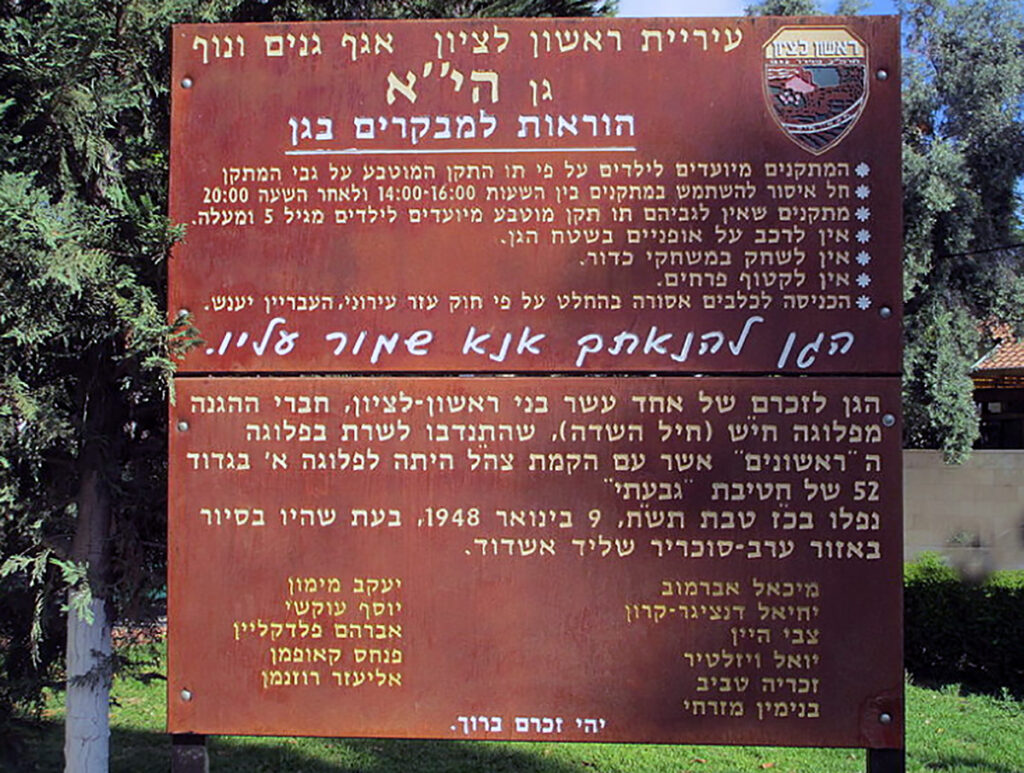 עיריית ראשון לציון אגף גנים ונוף
ראשון לציון
גן הי"א
הוראות למבקרים בגן
המתקנים מיועדים לילדים על פי תו התקן המוטבע על גבי המתקן
חל איסור להשתמש במתקנים בין השעות 14:00-16:00 ולאחר השעה 20:00
מתקנים שאין לגביהם תו תקן מוטבע מיועדים לילדים מגיל 5 ומעלה.
אין לרכב על אופניים בשטח הגן.
אין לשחק במשחקי כדור.
אין לקטוף פרחים.
הכניסה לכלבים אסורה בהחלט על פי חוק עזר עירוני, העבריין יענש.
הגן להנאתך אנא שמור עליו.
הגן לזכרם של אחד עשר בני ראשון-לציון, חברי ההגנה
מפלוגה חי"ש (חיל השדה), שהתנדבו לשרת בפלוגה
ה"ראשונים" אשר עם הקמת צה"ל היתה לפלוגה א' בגדוד
52 של חטיבת "גבעתי"
נפלו בכ"ז טבת תש"ח, 9 בינואר 1948, בעת שהיו בסיור
באזור ערב-סוכריר שליד אשדוד.
מיכאל אברמוב
יחיאל דנציגר-קרון
צבי היין
יואל ויזלטיר
זכריה טביב
בנימין מזרחי
יעקב מימון
יוסף עוקשי
אברהם פלדקליין
פנחס קאופמן
אליעזר רוזנמן
יהי זכרם ברוך.